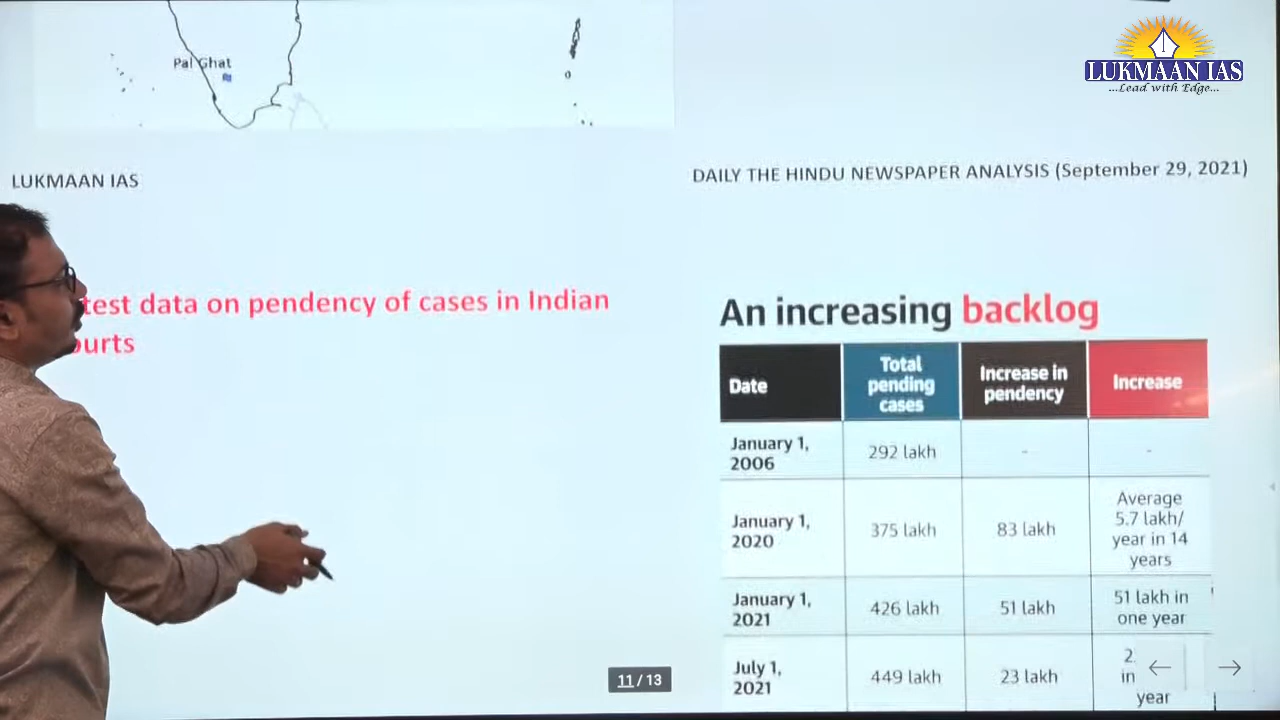 Pal Ghat
LUKMAAN IAS
...Lead with Edge...
LUKMAAN IAS
DAILY THE HINDU NEWSPAPER ANALYSIS (September 29, 2021)
test data on pendency of cases in Indian
ourts
An increasing backlog
Date
Total
pending
cases
Increase in
pendency
Increase
January 1,
2006
292 lakh
-
-
January 1,
2020
375 lakh
83 lakh
Average
5.7 lakh/
year in 14
years
January 1,
2021
426 lakh
51 lakh
51 lakh in
one year
July 1,
2021
449 lakh
23 lakh
2
in
year
11 / 13